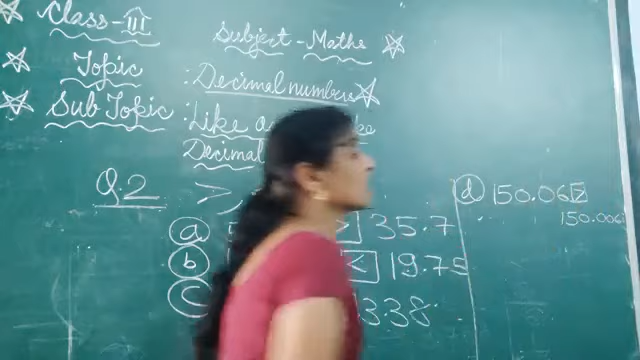 Class - III
Subject - Maths
Topic : Decimal numbers
Sub Topic : Like
Decimal
Q.2 >
(a) > 35.7
(b) < 19.75
(c) 3.38
(d) 150.06 >
150.006